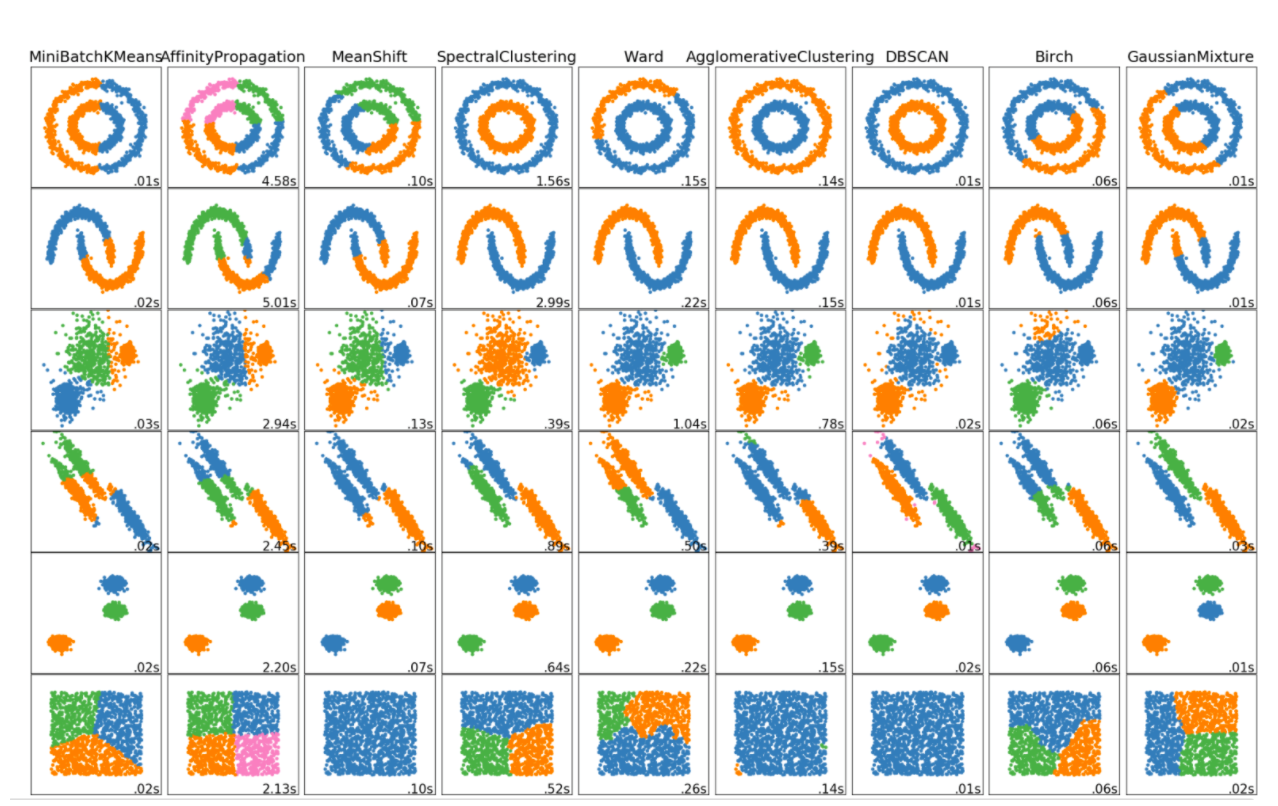 MiniBatchKMeans AffinityPropagation MeanShift SpectralClustering Ward AgglomerativeClustering DBSCAN Birch GaussianMixture
.01s 4.58s .10s 1.56s .15s .14s .01s .06s .01s
.02s 5.01s .07s 2.99s .22s .15s .01s .06s .01s
.03s 2.94s .13s .39s 1.04s .78s .02s .06s .02s
.02s 2.45s .10s .89s .50s .39s .01s .06s .03s
.02s 2.20s .07s .64s .22s .15s .02s .06s .01s
.02s 2.13s .10s .52s .26s .14s .01s .06s .02s